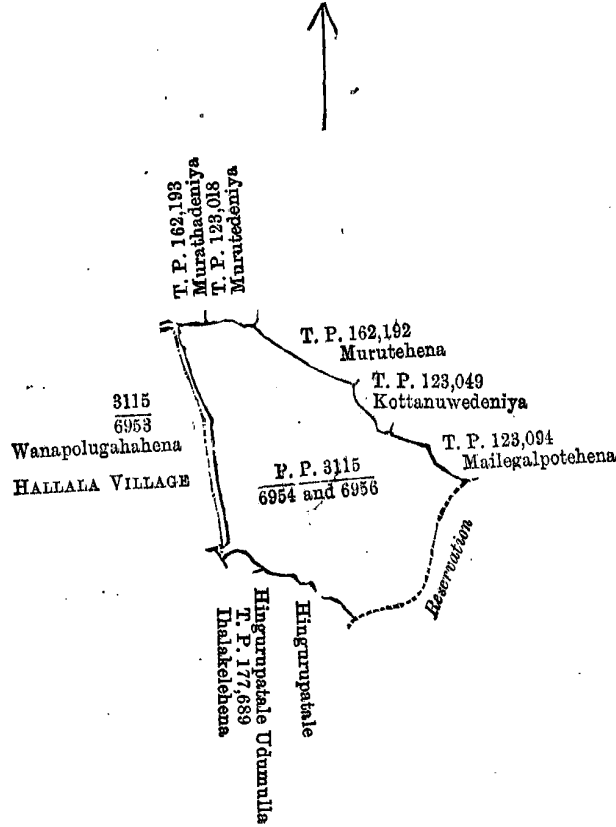 T. P. 162,193
Murathadeniya
T. P. 123,018
Murutedeniya
T. P. 162,192
Murutehena
T. P. 123,049
Kottanuwedeniya
3115
6953
Wanapolugahahena
HALLALA VILLAGE
T. P. 123,094
Mailegalpotehena
F. P. 3115
6954 and 6956
Reservation
Hingurupatale
Hingurupatale Udumulla
T. P. 177,689
Ihalakelehena